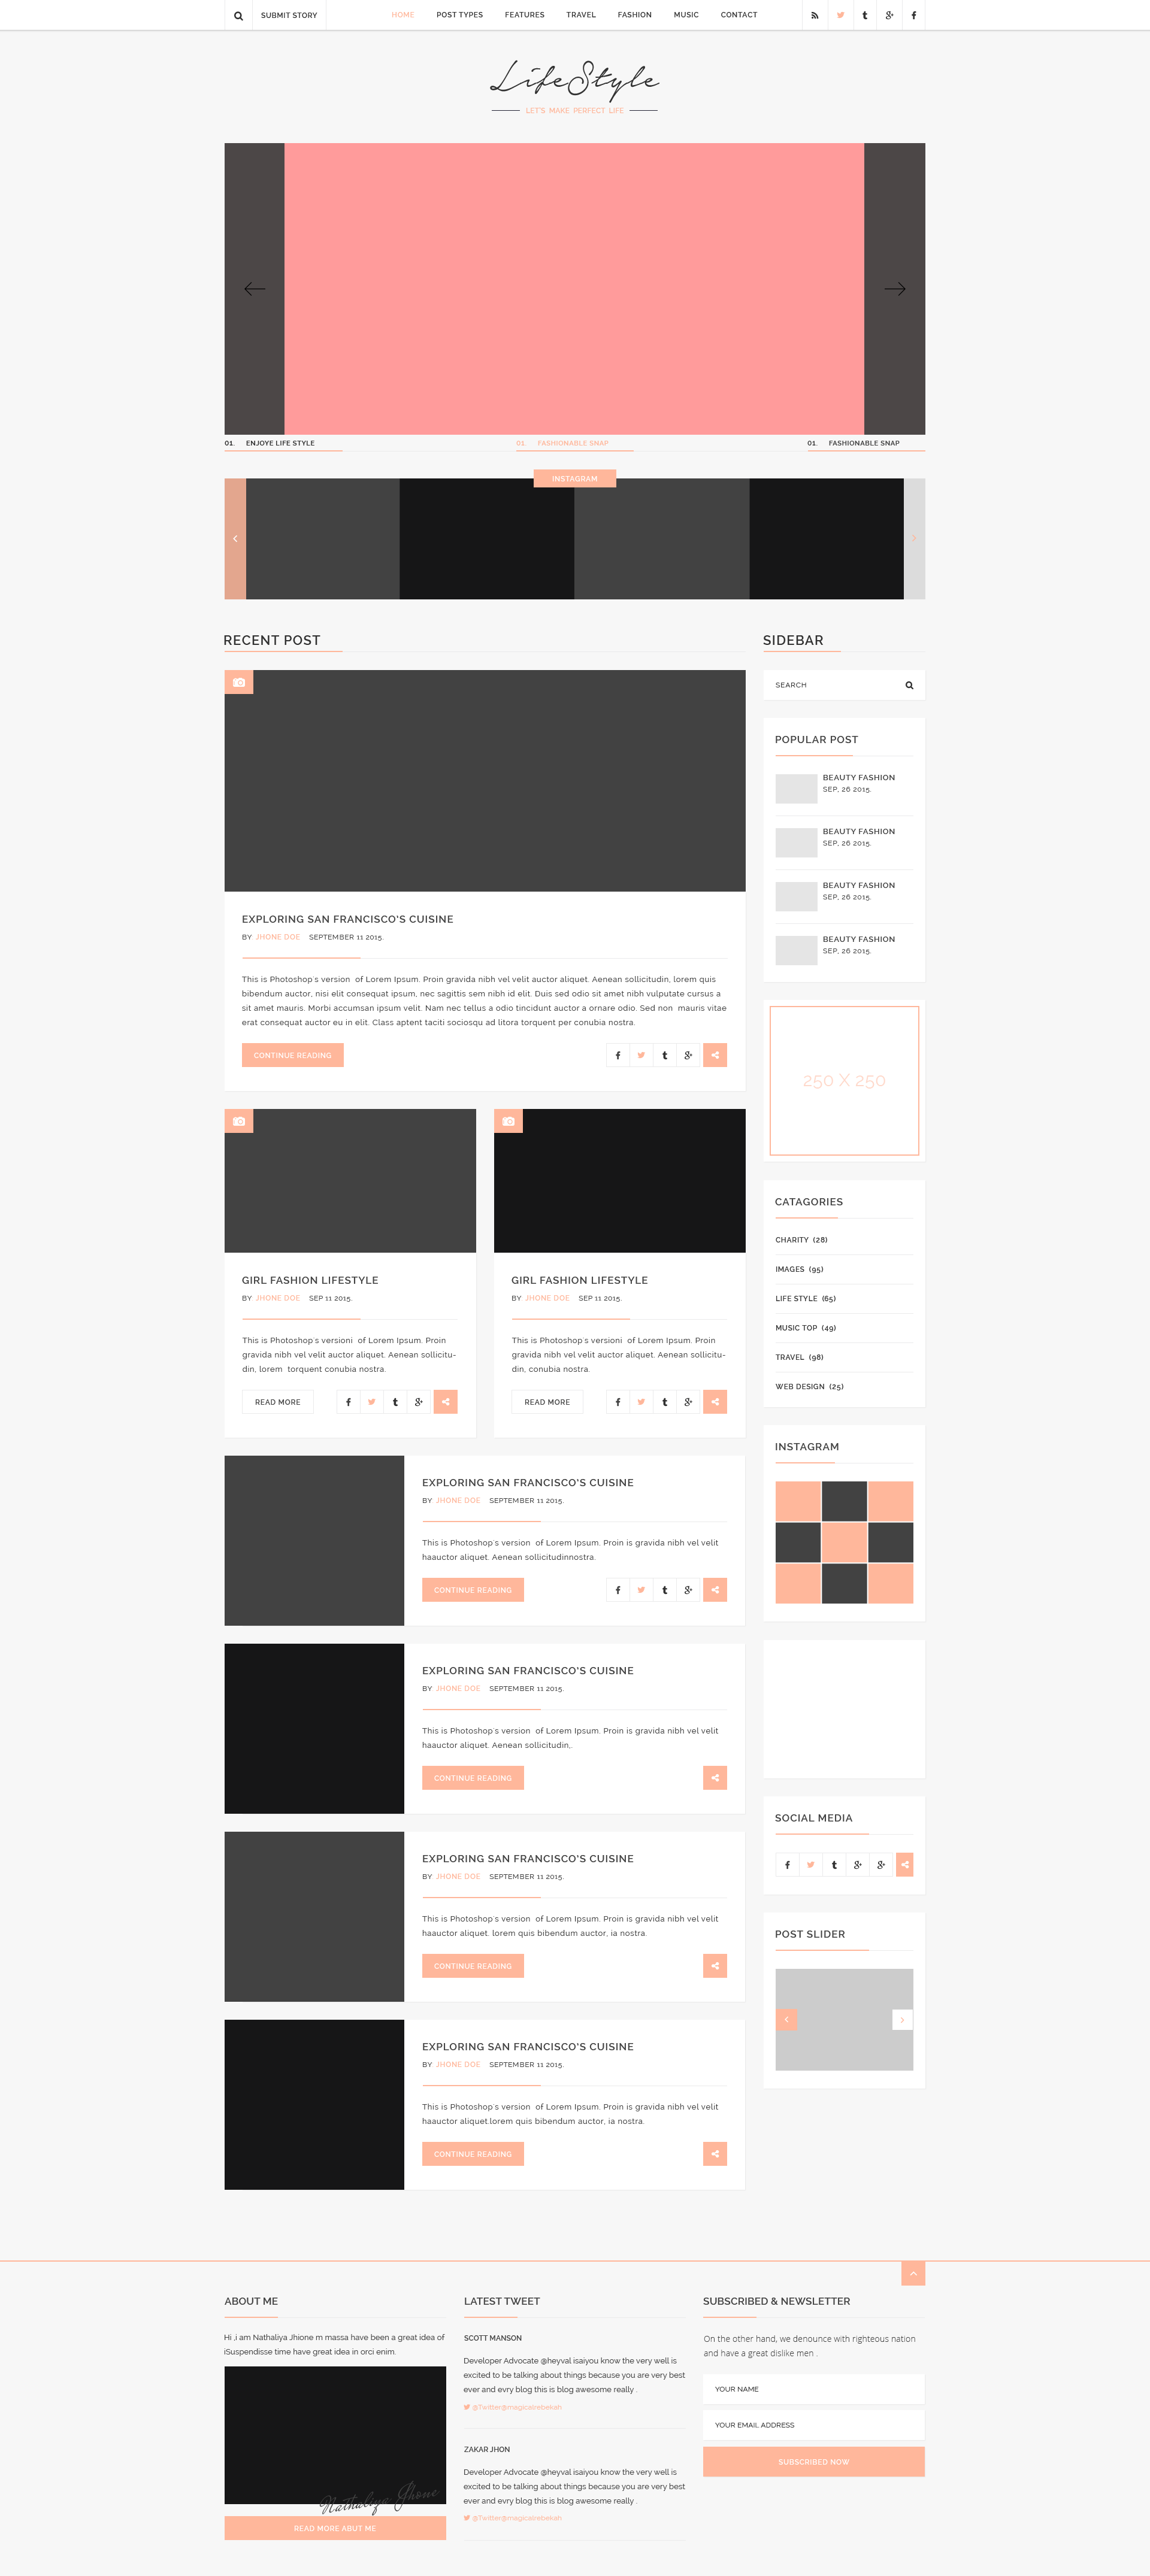 SUBMIT STORY
HOME POST TYPES FEATURES TRAVEL FASHION MUSIC CONTACT
LifeStyle
LET'S MAKE PERFECT LIFE
01. ENJOYE LIFE STYLE
01. FASHIONABLE SNAP
01. FASHIONABLE SNAP
INSTAGRAM
RECENT POST
EXPLORING SAN FRANCISCO'S CUISINE
BY JHONE DOE SEPTEMBER 11 2015.
This is Photoshop's version of Lorem Ipsum. Proin gravida nibh vel velit auctor aliquet. Aenean sollicitudin, lorem quis
bibendum auctor, nisi elit consequat ipsum, nec sagittis sem nibh id elit. Duis sed odio sit amet nibh vulputate cursus a
sit amet mauris. Morbi accumsan ipsum velit. Nam nec tellus a odio tincidunt auctor a ornare odio. Sed non mauris vitae
erat consequat auctor eu in elit. Class aptent taciti sociosqu ad litora torquent per conubia nostra.
CONTINUE READING
GIRL FASHION LIFESTYLE
BY JHONE DOE SEP 11 2015.
This is Photoshop's versioni of Lorem Ipsum. Proin
gravida nibh vel velit auctor aliquet. Aenean sollicitu-
din, lorem torquent conubia nostra.
READ MORE
GIRL FASHION LIFESTYLE
BY JHONE DOE SEP 11 2015.
This is Photoshop's versioni of Lorem Ipsum. Proin
gravida nibh vel velit auctor aliquet. Aenean sollicitu-
din, conubia nostra.
READ MORE
EXPLORING SAN FRANCISCO'S CUISINE
BY JHONE DOE SEPTEMBER 11 2015.
This is Photoshop's version of Lorem Ipsum. Proin is gravida nibh vel velit
haauctor aliquet. Aenean sollicitudinnostra.
CONTINUE READING
EXPLORING SAN FRANCISCO'S CUISINE
BY JHONE DOE SEPTEMBER 11 2015.
This is Photoshop's version of Lorem Ipsum. Proin is gravida nibh vel velit
haauctor aliquet. Aenean sollicitudin,.
CONTINUE READING
EXPLORING SAN FRANCISCO'S CUISINE
BY JHONE DOE SEPTEMBER 11 2015.
This is Photoshop's version of Lorem Ipsum. Proin is gravida nibh vel velit
haauctor aliquet. lorem quis bibendum auctor, ia nostra.
CONTINUE READING
EXPLORING SAN FRANCISCO'S CUISINE
BY JHONE DOE SEPTEMBER 11 2015.
This is Photoshop's version of Lorem Ipsum. Proin is gravida nibh vel velit
haauctor aliquet.lorem quis bibendum auctor, ia nostra.
CONTINUE READING
SIDEBAR
SEARCH
POPULAR POST
BEAUTY FASHION
SEP, 26 2015.
BEAUTY FASHION
SEP, 26 2015.
BEAUTY FASHION
SEP, 26 2015.
BEAUTY FASHION
SEP, 26 2015.
250 X 250
CATAGORIES
CHARITY (28)
IMAGES (95)
LIFE STYLE (65)
MUSIC TOP (49)
TRAVEL (98)
WEB DESIGN (25)
INSTAGRAM
SOCIAL MEDIA
POST SLIDER
ABOUT ME
Hi ,i am Nathaliya Jhione m massa have been a great idea of
iSuspendisse time have great idea in orci enim.
Nathaliya Jhone
READ MORE ABUT ME
LATEST TWEET
SCOTT MANSON
Developer Advocate @heyval isaiyou know the very well is
excited to be talking about things because you are very best
ever and evry blog this is blog awesome really .
@Twitter@magicalrebekah
ZAKAR JHON
Developer Advocate @heyval isaiyou know the very well is
excited to be talking about things because you are very best
ever and evry blog this is blog awesome really .
@Twitter@magicalrebekah
SUBSCRIBED & NEWSLETTER
On the other hand, we denounce with righteous nation
and have a great dislike men .
YOUR NAME
YOUR EMAIL ADDRESS
SUBSCRIBED NOW